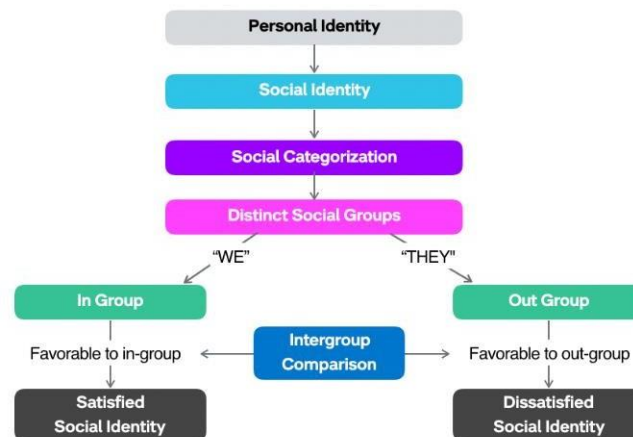 Personal Identity
Social Identity
Social Categorization
Distinct Social Groups
“WE”
“THEY"
In Group
Out Group
Intergroup
Comparison
Favorable to in-group
Favorable to out-group
Satisfied
Social Identity
Dissatisfied
Social Identity